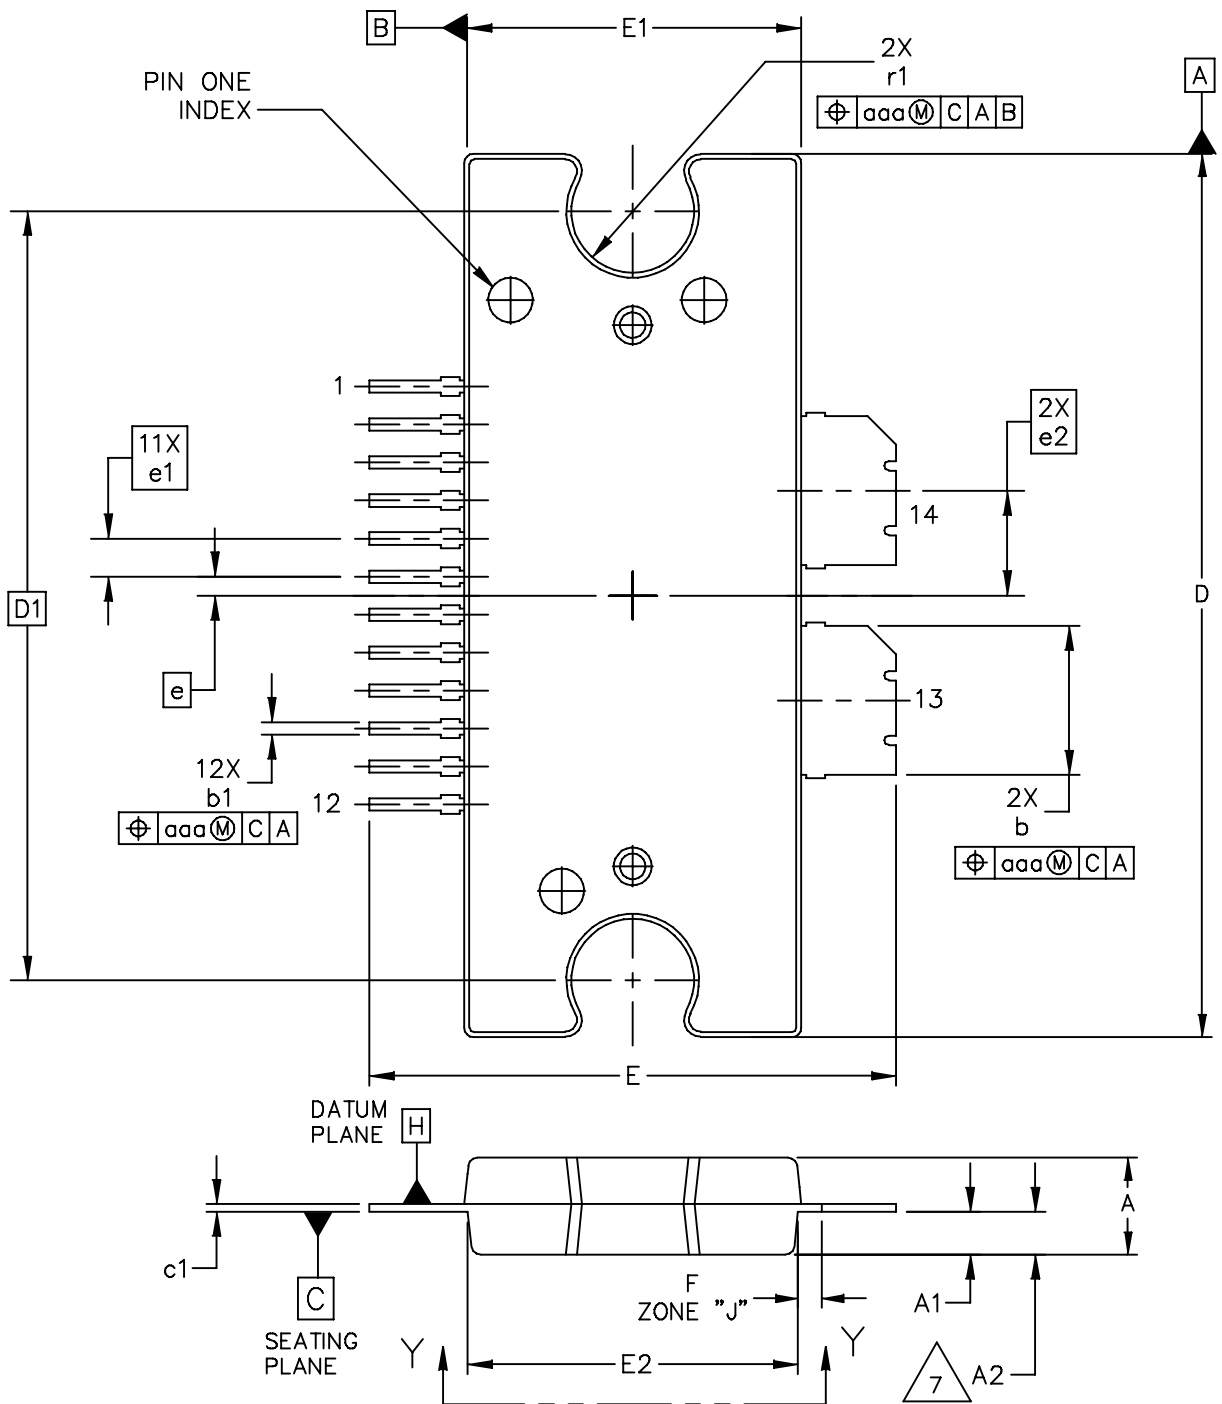 B
E1
2X
r1
A
PIN ONE
INDEX
⌖ aaa Ⓜ C A B
1
2X
e2
11X
e1
14
D1
D
e
13
12X
b1
12
⌖ aaa Ⓜ C A
2X
b
⌖ aaa Ⓜ C A
E
DATUM
PLANE
H
A
c1
F
ZONE "J"
C
A1
SEATING
PLANE
Y
E2
Y
7
A2